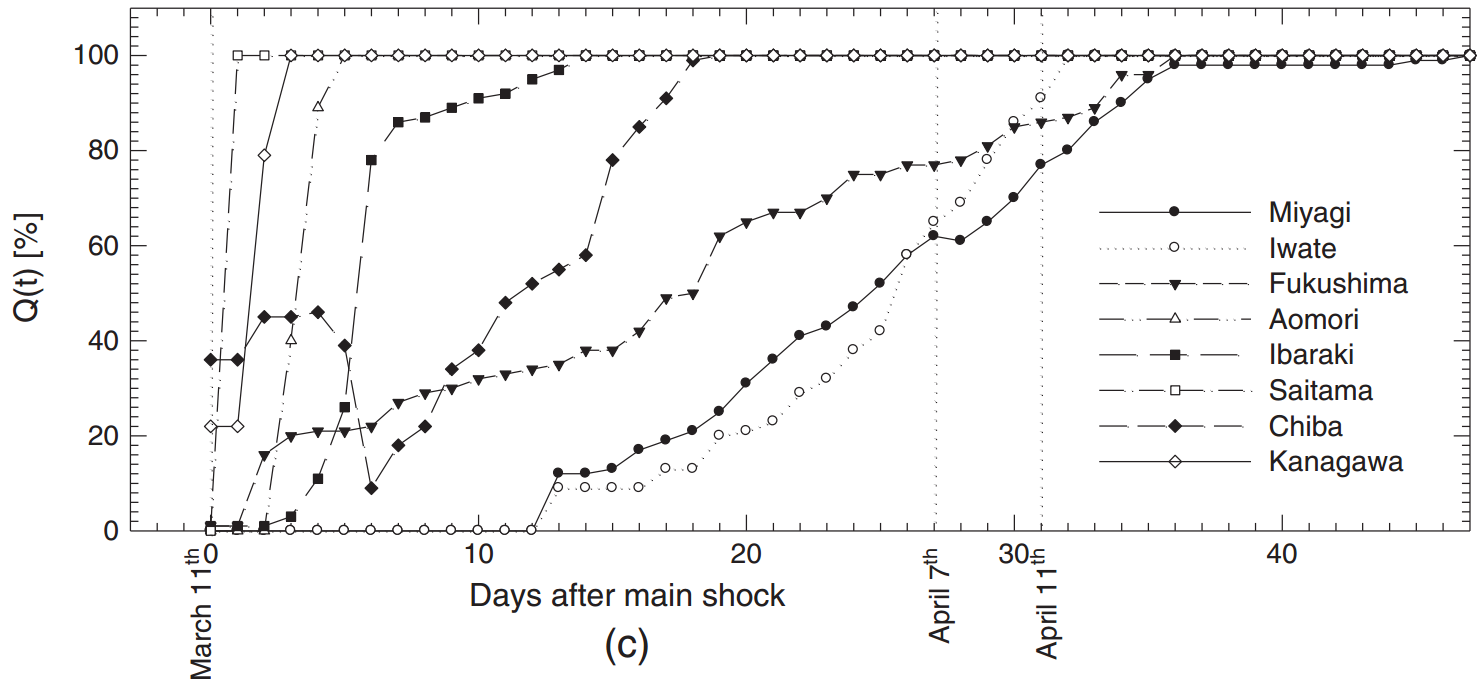 100
80
60
40
20
0
Q(t) [%]
0
10
20
30
40
March 11th
April 7th
April 11th
Days after main shock
(c)
Miyagi
Iwate
Fukushima
Aomori
Ibaraki
Saitama
Chiba
Kanagawa